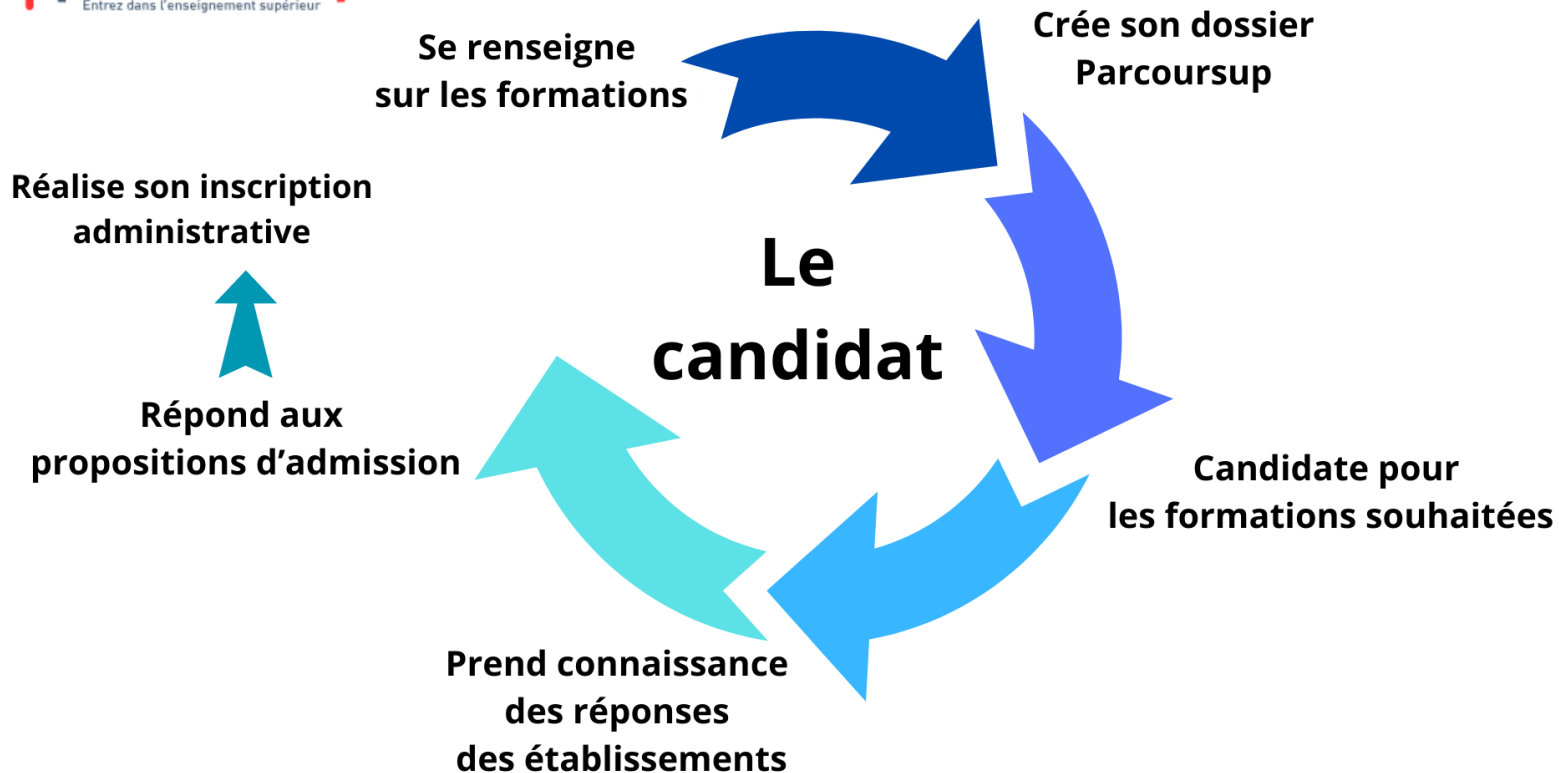 Entrez dans l'enseignement supérieur
Se renseigne
sur les formations
Crée son dossier
Parcoursup
Candidate pour
les formations souhaitées
Prend connaissance
des réponses
des établissements
Répond aux
propositions d'admission
Réalise son inscription
administrative
Le
candidat